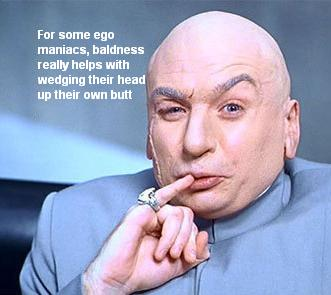 For some ego
maniacs, baldness
really helps with
wedging their head
up their own butt